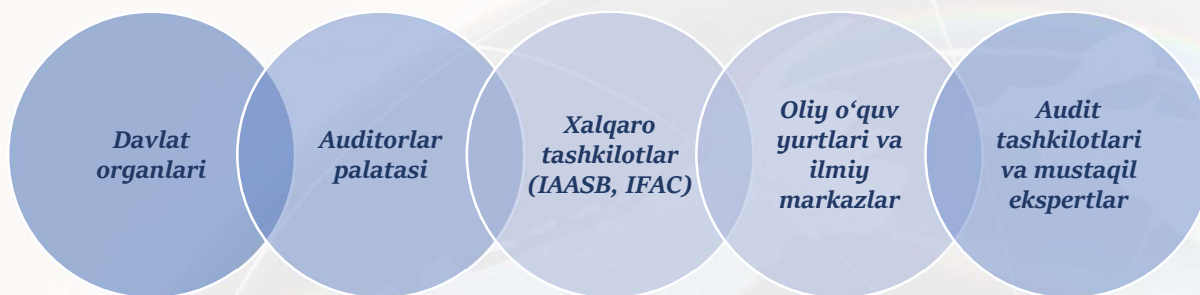 Davlat
organlari
Auditorlar
palatasi
Xalqaro
tashkilotlar
(IAASB, IFAC)
Oliy o‘quv
yurtlari va
ilmiy
markazlar
Audit
tashkilotlari
va mustaqil
ekspertlar